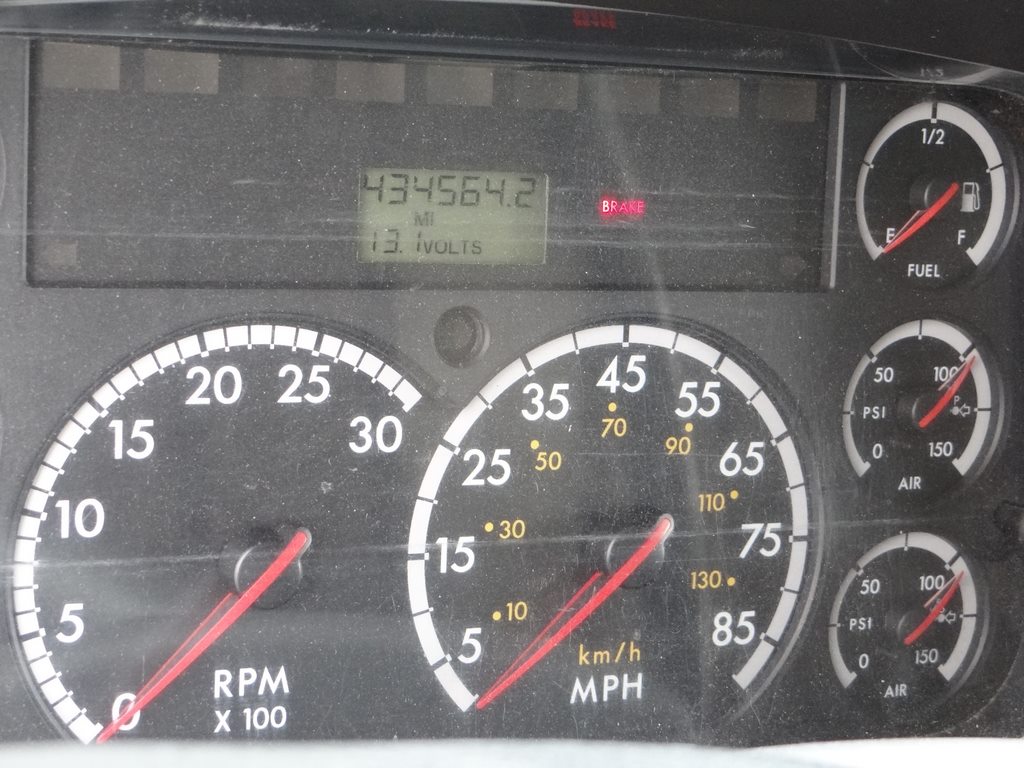 434564.2
MI
13.1 VOLTS
BRAKE
1/2
E F
FUEL
0 5 10 15 20 25 30
RPM
X 100
5 15 25 35 45 55 65 75 85
10 30 50 70 90 110 130
km/h
MPH
0 50 100 150
PSI
P
AIR
0 50 100 150
PSI
AIR